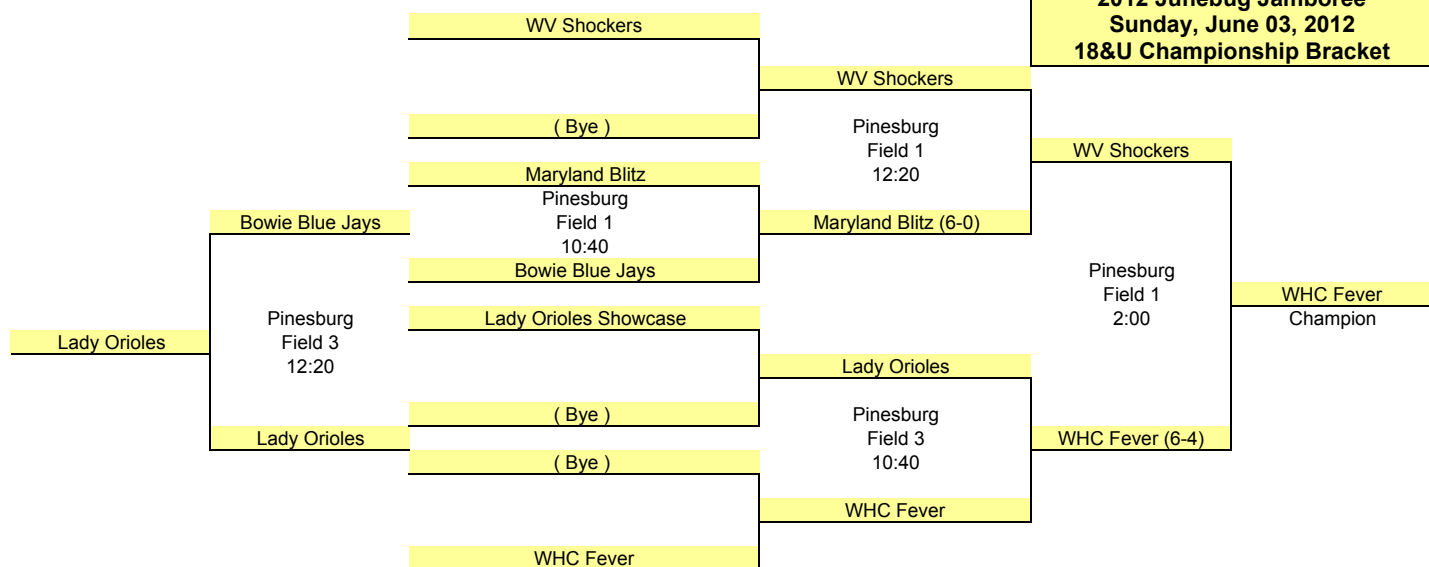 2012 Junebug Jamboree
Sunday, June 03, 2012
18&U Championship Bracket
WV Shockers
( Bye )
Maryland Blitz
Pinesburg
Field 1
10:40
Bowie Blue Jays
Lady Orioles Showcase
( Bye )
( Bye )
WHC Fever
WV Shockers
Pinesburg
Field 1
12:20
Maryland Blitz (6-0)
Lady Orioles
Pinesburg
Field 3
10:40
WHC Fever
WV Shockers
Pinesburg
Field 1
2:00
WHC Fever (6-4)
WHC Fever
Champion
Bowie Blue Jays
Pinesburg
Field 3
12:20
Lady Orioles
Lady Orioles